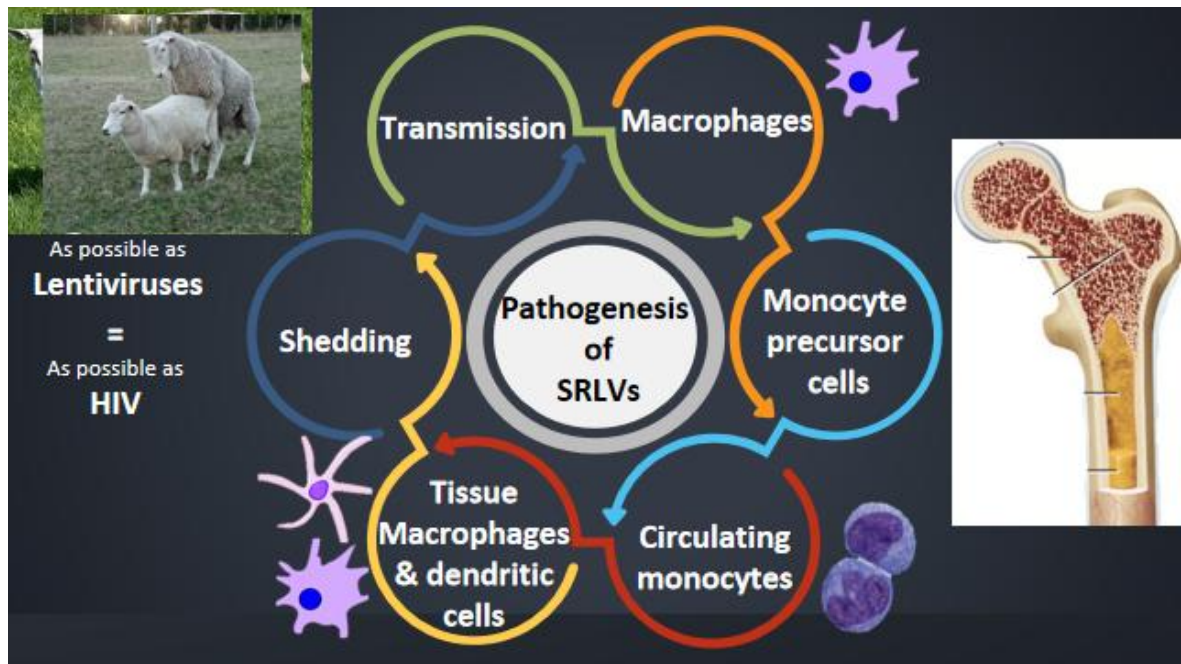 Transmission
Macrophages
Monocyte
precursor
cells
Circulating
monocytes
Tissue
Macrophages
& dendritic
cells
Shedding
Pathogenesis
of
SRLVs
As possible as
Lentiviruses
=
As possible as
HIV